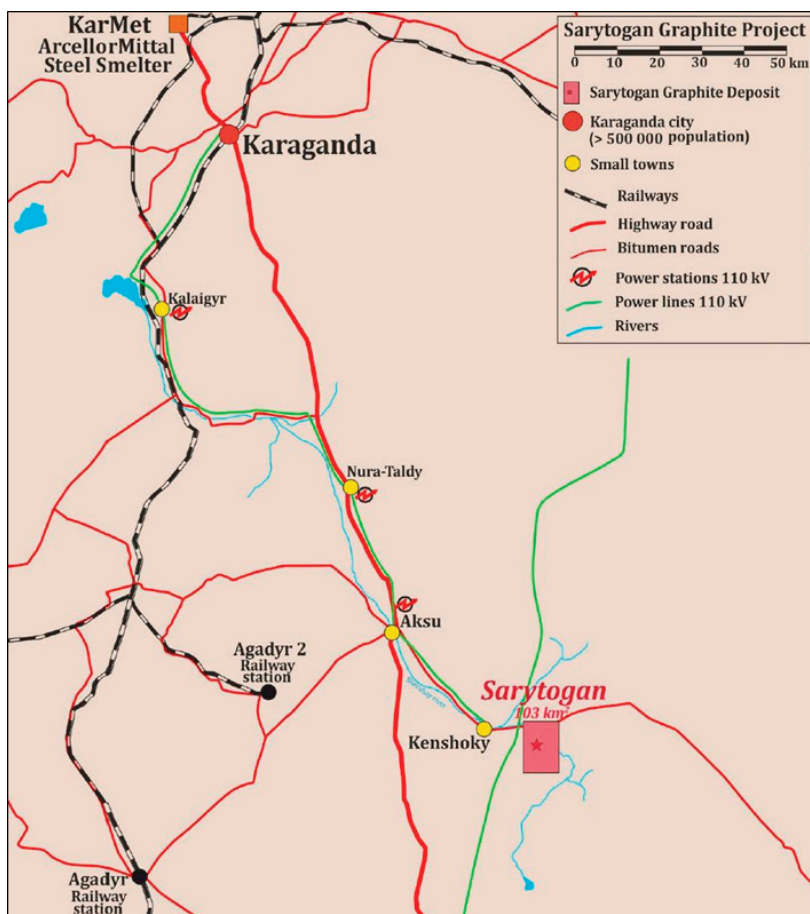 KarMet
ArcellorMittal
Steel Smelter
Karaganda
Kalaigyr
Nura-Taldy
Aksu
Agadyr 2
Railway
station
Sarytogan
103 km²
Kenshoky
Agadyr
Railway
station
Sarytogan Graphite Project
0 10 20 30 40 50 km
Sarytogan Graphite Deposit
Karaganda city
(> 500 000 population)
Small towns
Railways
Highway road
Bitumen roads
Power stations 110 kV
Power lines 110 kV
Rivers